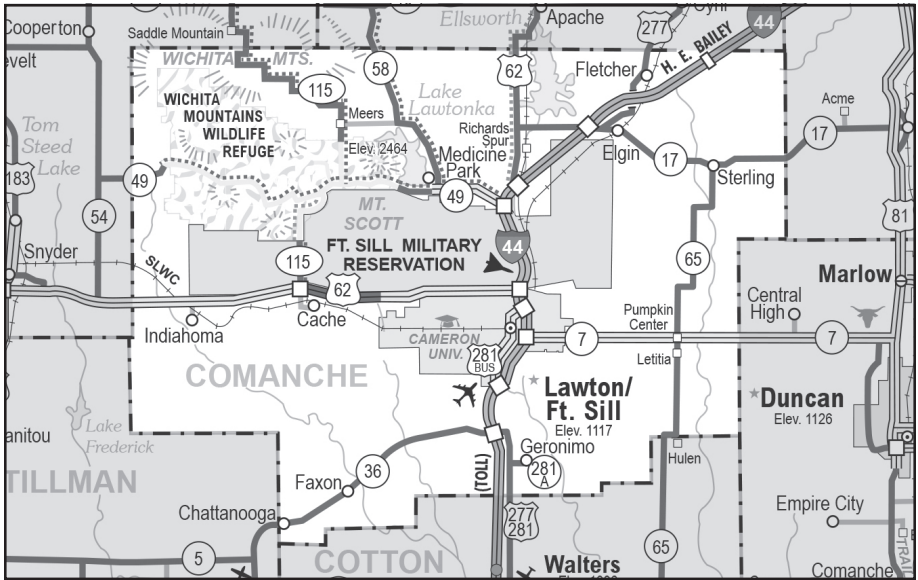 Cooperton
evelt
Saddle Mountain
Ellsworth
Apache
277
Cyril
44
WICHITA MTS.
58
115
62
Fletcher
H. E. BAILEY
WICHITA
MOUNTAINS
WILDLIFE
REFUGE
Meers
Lake
Lawtonka
Richards
Spur
Acme
17
Elev. 2464
Medicine
Park
Elgin
17
Sterling
Tom
Steed
Lake
183
49
49
54
MT.
SCOTT
81
Snyder
SLWC
115
FT. SILL MILITARY
RESERVATION
44
65
Marlow
62
Cache
Indiahoma
Pumpkin
Center
Central
High
CAMERON
UNIV.
7
7
281
BUS
Letitia
COMANCHE
Lawton/
Ft. Sill
Elev. 1117
Duncan
Elev. 1126
anitou
Lake
Frederick
Geronimo
281
A
Hulen
TILLMAN
36
(TOLL)
Faxon
Chattanooga
277
281
Empire City
5
COTTON
Walters
65
TRAIL
Comanche